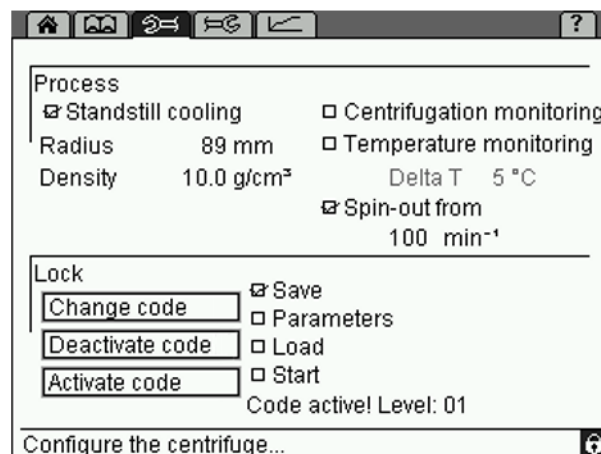 ?
Process
Standstill cooling
Radius 89 mm
Density 10.0 g/cm³
Centrifugation monitoring
Temperature monitoring
Delta T 5 °C
Spin-out from
100 min⁻¹
Lock
Change code
Deactivate code
Activate code
Save
Parameters
Load
Start
Code active! Level: 01
Configure the centrifuge...